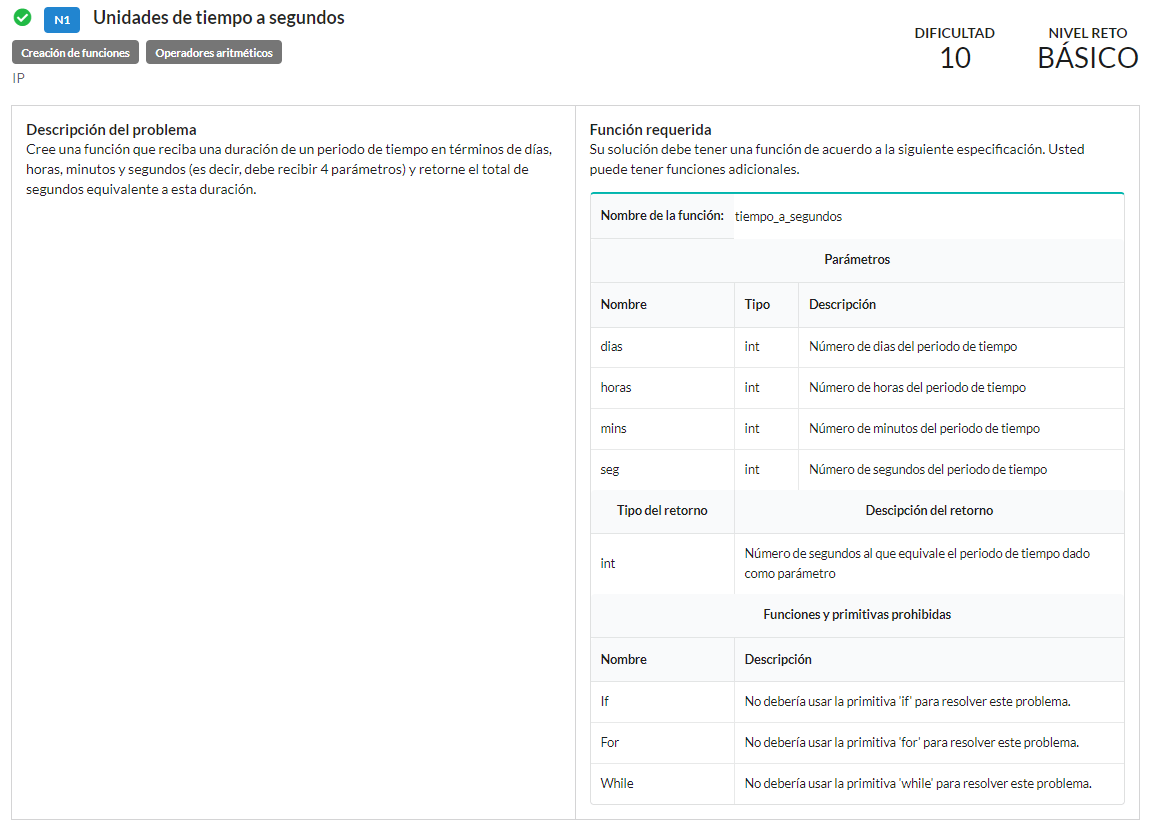 N1 Unidades de tiempo a segundos
Creación de funciones Operadores aritméticos
IP
DIFICULTAD
10
NIVEL RETO
BÁSICO
Descripción del problema
Cree una función que reciba una duración de un periodo de tiempo en términos de días,
horas, minutos y segundos (es decir, debe recibir 4 parámetros) y retorne el total de
segundos equivalente a esta duración.
Función requerida
Su solución debe tener una función de acuerdo a la siguiente especificación. Usted
puede tener funciones adicionales.
Nombre de la función: tiempo_a_segundos
Parámetros
Nombre Tipo Descripción
dias int Número de dias del periodo de tiempo
horas int Número de horas del periodo de tiempo
mins int Número de minutos del periodo de tiempo
seg int Número de segundos del periodo de tiempo
Tipo del retorno Descipción del retorno
int Número de segundos al que equivale el periodo de tiempo dado
como parámetro
Funciones y primitivas prohibidas
Nombre Descripción
If No debería usar la primitiva 'if' para resolver este problema.
For No debería usar la primitiva 'for' para resolver este problema.
While No debería usar la primitiva 'while' para resolver este problema.